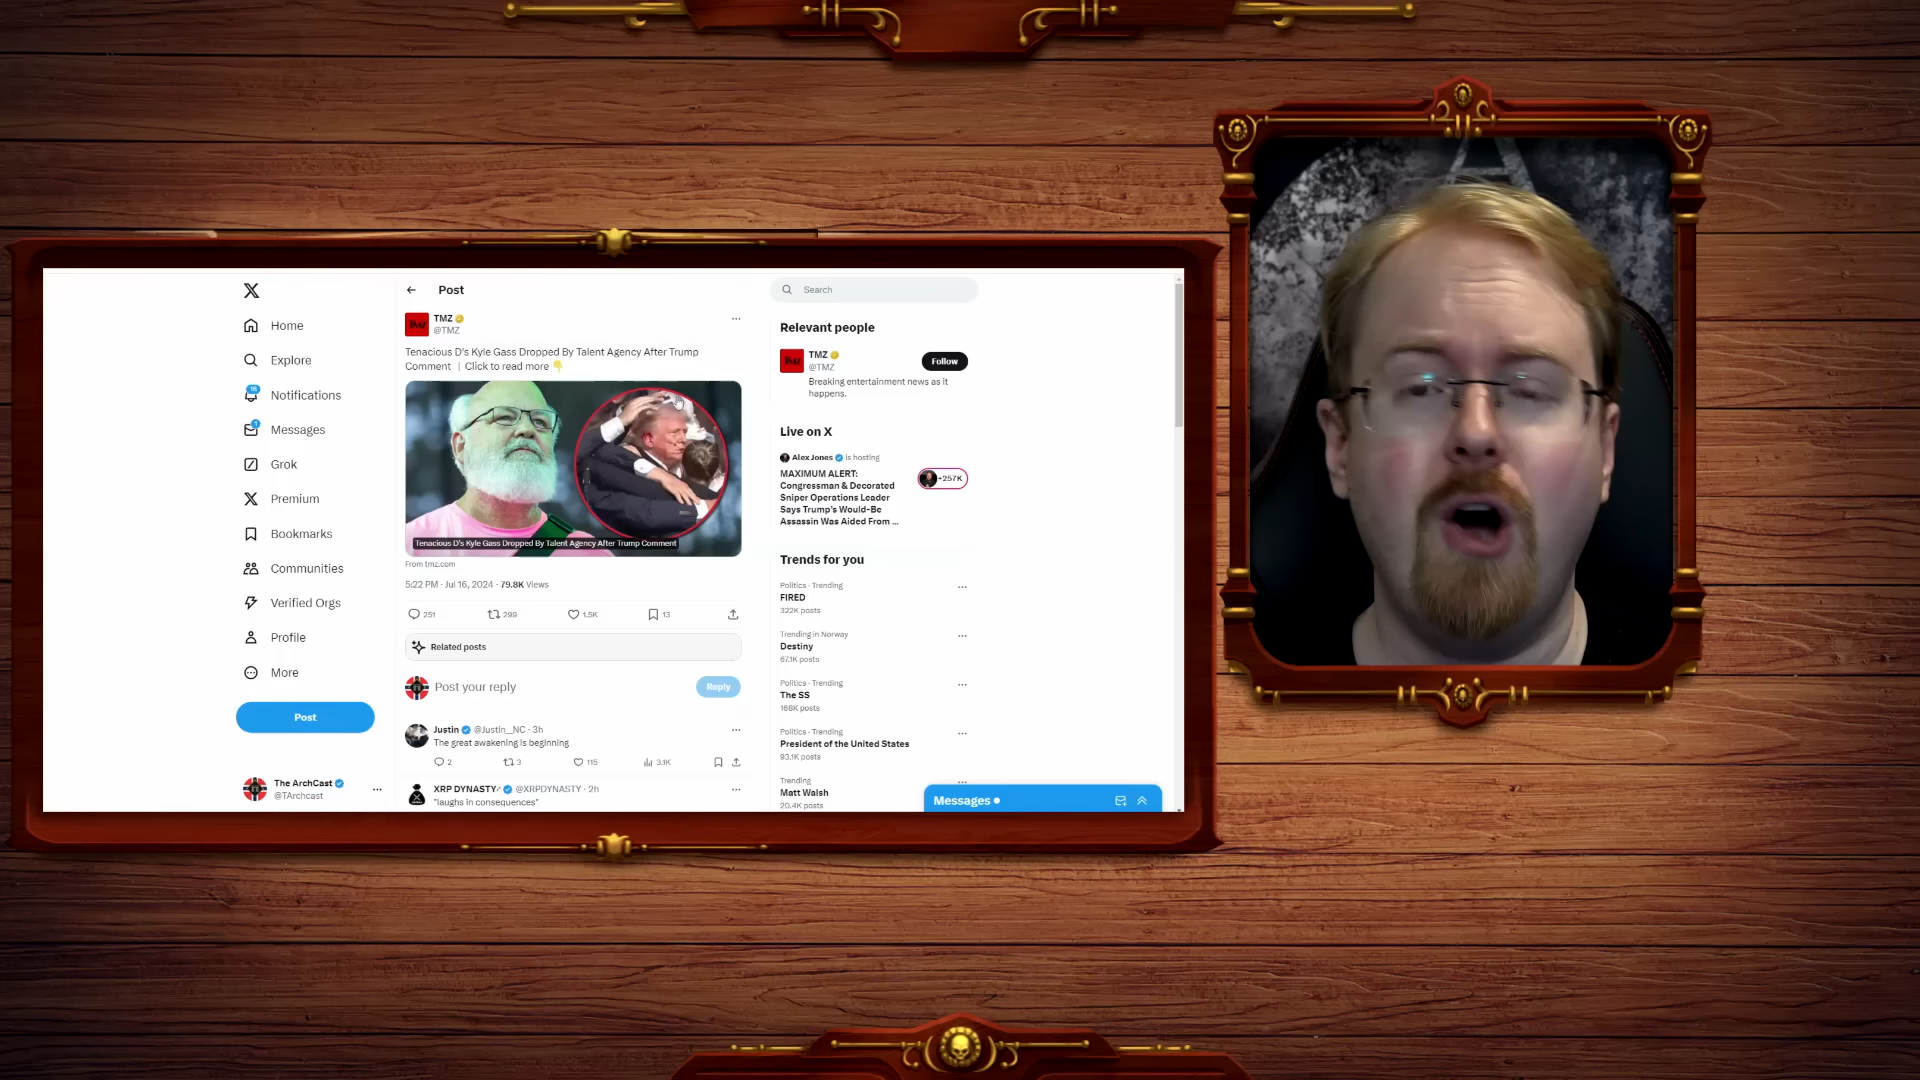 Home
Explore
18
Notifications
1
Messages
Grok
Premium
Bookmarks
Communities
Verified Orgs
Profile
More
Post
The ArchCast
@TArchcast
Post
TMZ
TMZ
@TMZ
Tenacious D's Kyle Gass Dropped By Talent Agency After Trump
Comment | Click to read more
Tenacious D's Kyle Gass Dropped By Talent Agency After Trump Comment
From tmz.com
5:22 PM · Jul 16, 2024 · 79.8K Views
251
299
1.5K
13
Related posts
Post your reply
Reply
Justin @Justin__NC · 3h
The great awakening is beginning
2
3
115
3.1K
XRP DYNASTY @XRPDYNASTY · 2h
"laughs in consequences"
Search
Relevant people
TMZ
TMZ
@TMZ
Follow
Breaking entertainment news as it
happens.
Live on X
Alex Jones is hosting
MAXIMUM ALERT:
Congressman & Decorated
Sniper Operations Leader
Says Trump's Would-Be
Assassin Was Aided From ...
+257K
Trends for you
Politics · Trending
FIRED
322K posts
Trending in Norway
Destiny
67.1K posts
Politics · Trending
The SS
168K posts
Politics · Trending
President of the United States
93.1K posts
Trending
Matt Walsh
20.4K posts
Messages